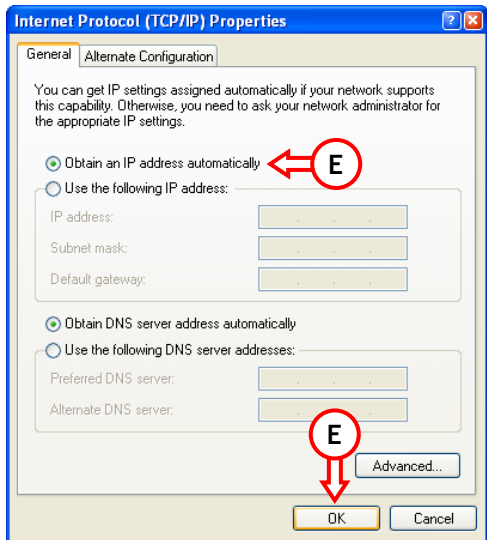 Internet Protocol (TCP/IP) Properties
General Alternate Configuration
You can get IP settings assigned automatically if your network supports
this capability. Otherwise, you need to ask your network administrator for
the appropriate IP settings.
Obtain an IP address automatically E
Use the following IP address:
IP address:
Subnet mask:
Default gateway:
Obtain DNS server address automatically
Use the following DNS server addresses:
Preferred DNS server:
Alternate DNS server:
E
Advanced...
OK Cancel